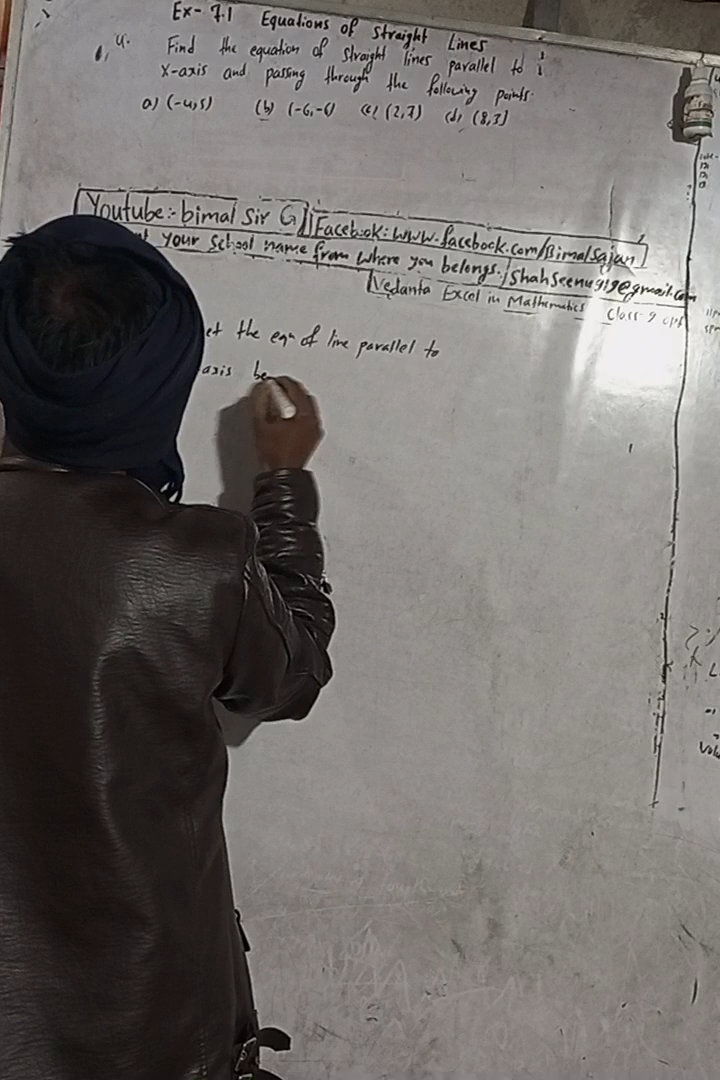 Ex- 7.1 Equations of Straight Lines
4. Find the equation of straight lines parallel to
X-axis and passing through the following points.
a) (-4,5) (b) (-6,-6) (c) (2,7) (d) (8,3)
Youtube:- bimal Sir G Facebook: www.facebook.com/BimalSajan
your school name from where you belongs. / Shahseenu919@gmail.com
Vedanta Excel in Mathematics Class-9 opt
et the eqn of line parallel to
axis be